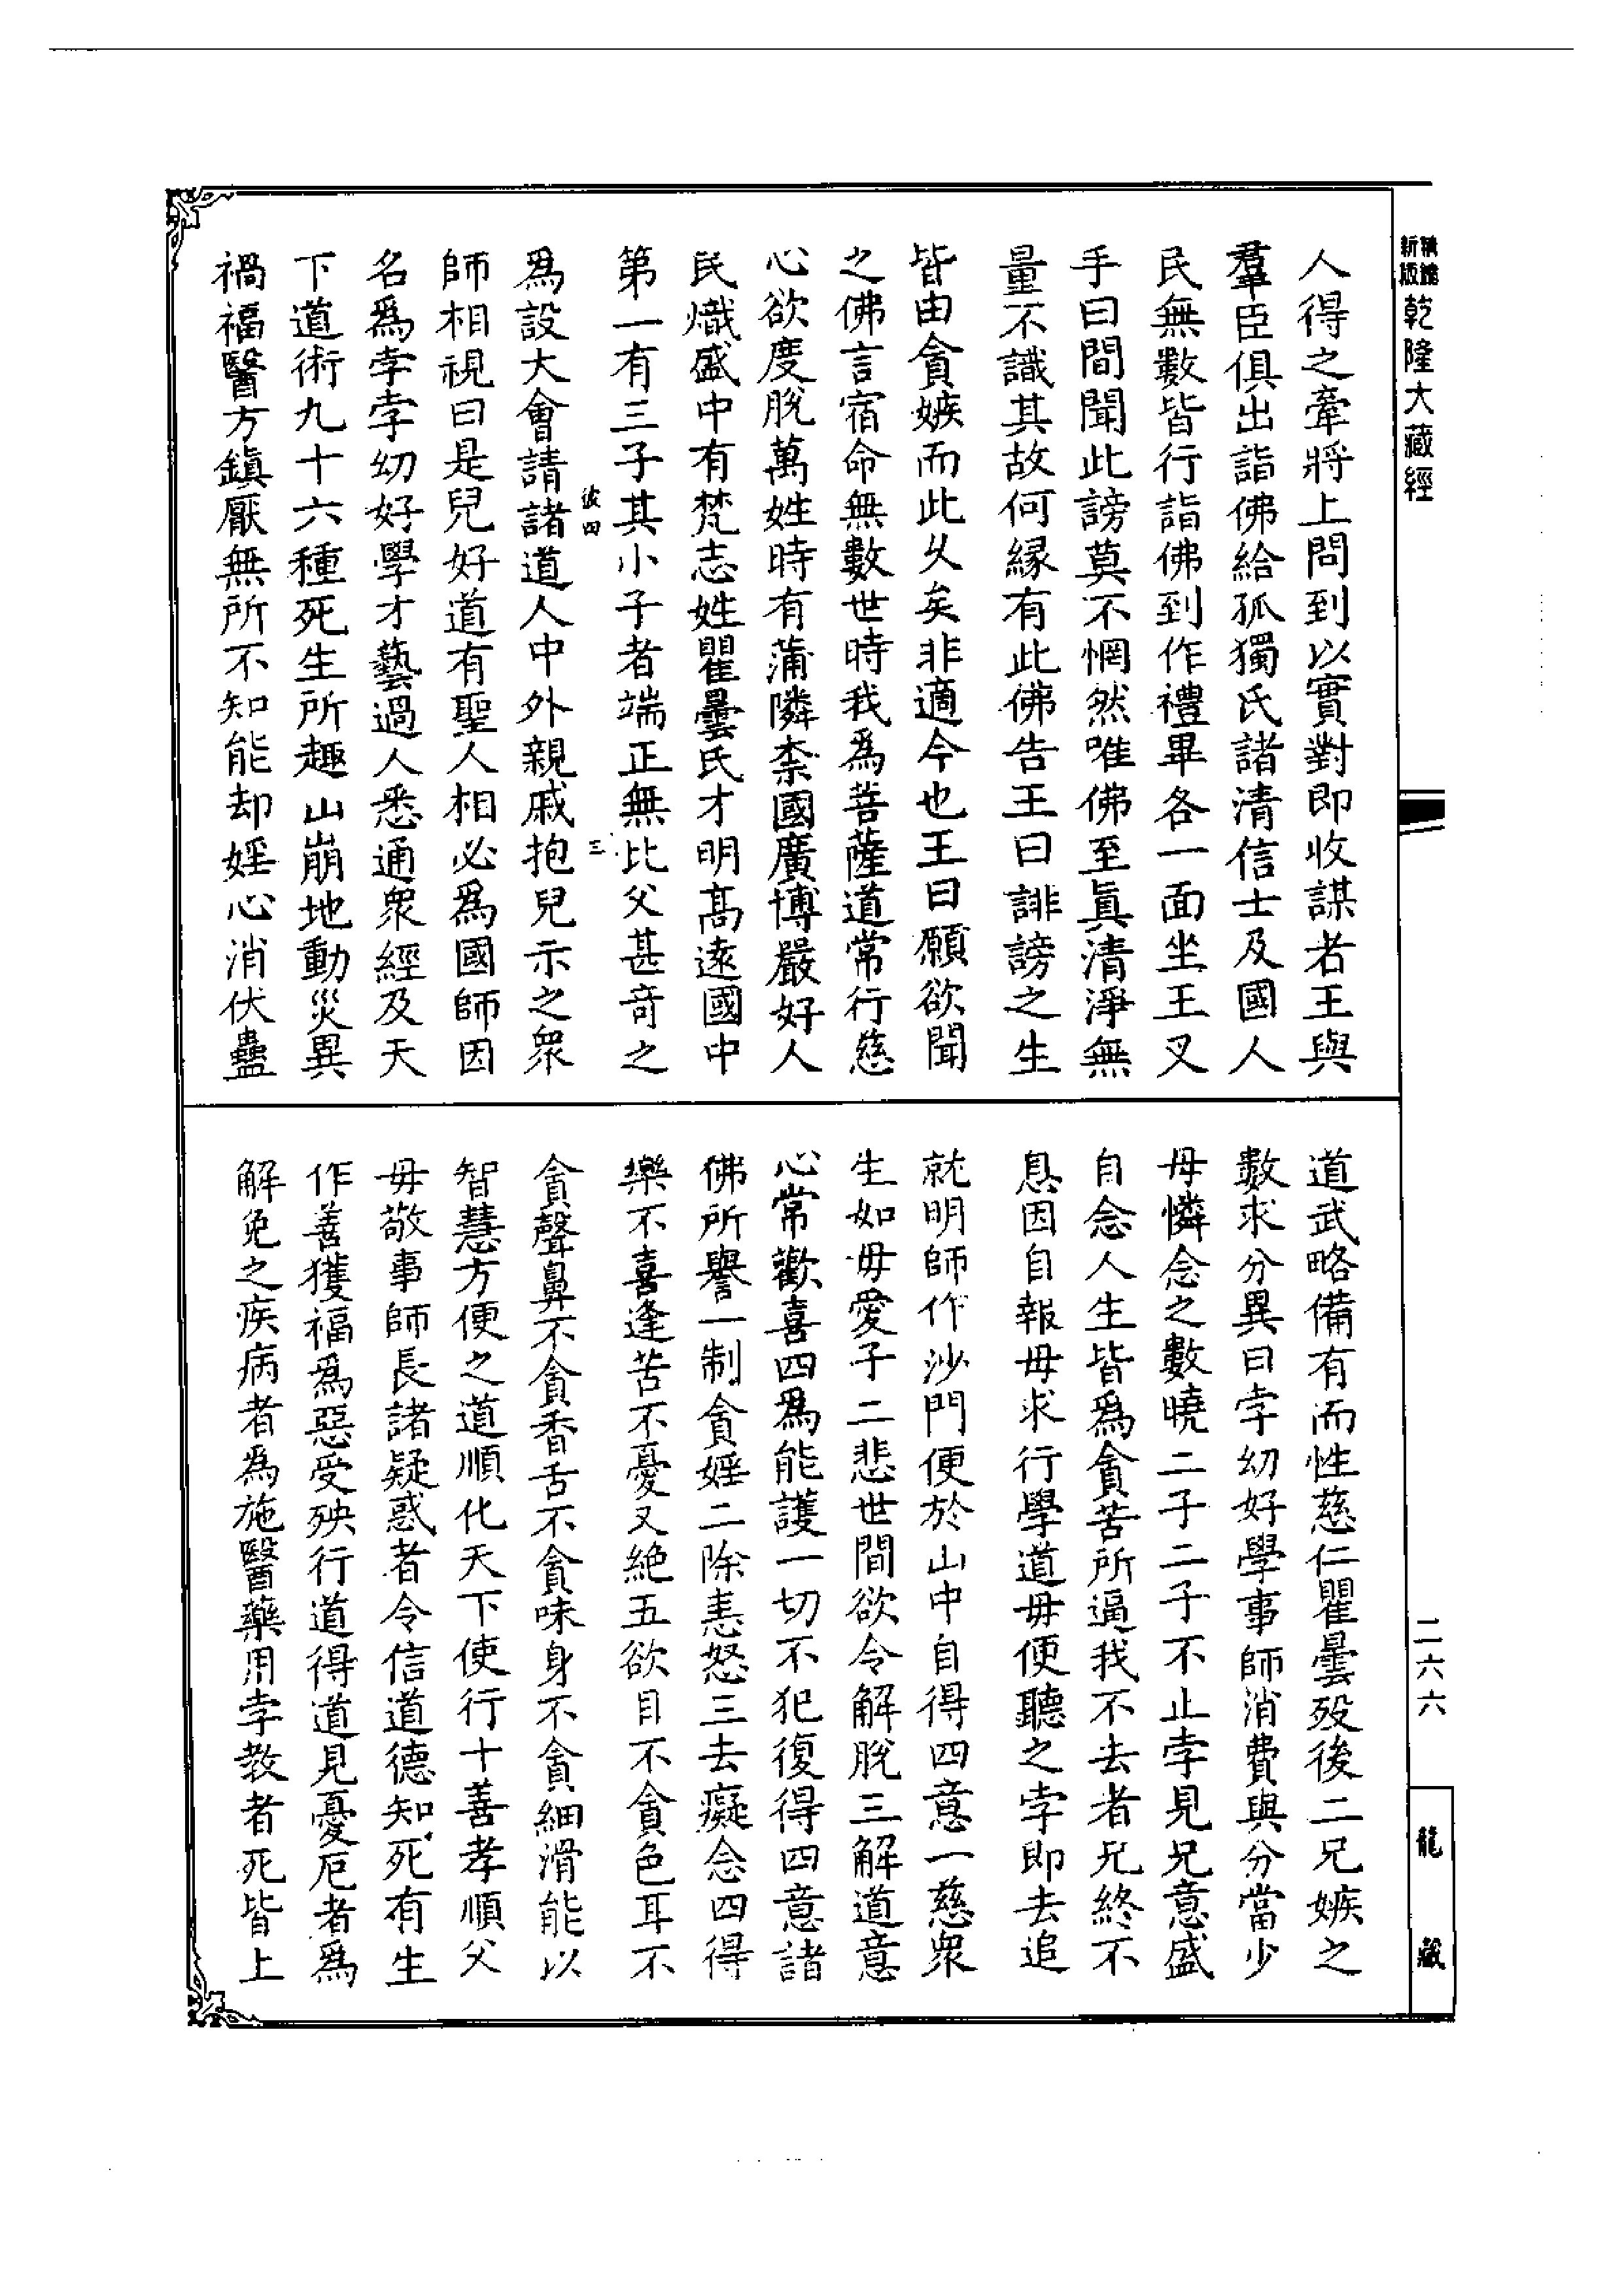 精繕
新版
乾隆大藏經
人得之牽將上問到以實對即收謀者王與
羣臣俱出詣佛給孤獨氏諸清信士及國人
民無數皆行詣佛到作禮畢各一面坐王叉
手曰間聞此謗莫不惘然唯佛至眞清淨無
量不識其故何緣有此佛告王曰誹謗之生
皆由貪嫉而此乆矣非適今也王曰願欲聞
之佛言宿命無數世時我爲菩薩道常行慈
心欲度脫萬姓時有蒲隣柰國廣博嚴好人
民熾盛中有梵志姓瞿曇氏才明髙遠國中
第一有三子其小子者端正無比父甚奇之
彼四
三
爲設大會請諸道人中外親戚抱兒示之衆
師相視曰是兒好道有聖人相必爲國師因
名爲孛孛幼好學才藝過人悉通衆經及天
下道術九十六種死生所趣山崩地動災異
禍福醫方鎮厭無所不知能却婬心消伏蠱
道武略備有而性慈仁瞿曇歿後二兄嫉之
數求分異曰孛幼好學事師消費與分當少
母憐念之數曉二子二子不止孛見兄意盛
自念人生皆爲貪苦所逼我不去者兄終不
息因自報毋求行學道毋便聽之孛即去追
就明師作沙門便於山中自得四意一慈衆
生如毋愛子二悲世間欲令解脫三解道意
心常歡喜四爲能護一切不犯復得四意諸
佛所譽一制貪婬二除恚怒三去癡念四得
樂不喜逢苦不憂又絕五欲目不貪色耳不
貪聲鼻不貪香舌不貪味身不貪細滑能以
智慧方便之道順化天下使行十善孝順父
毋敬事師長諸疑惑者令信道德知死有生
作善獲福爲惡受殃行道得道見憂厄者爲
解免之疾病者爲施醫藥用孛教者死皆上
二六六
龍藏